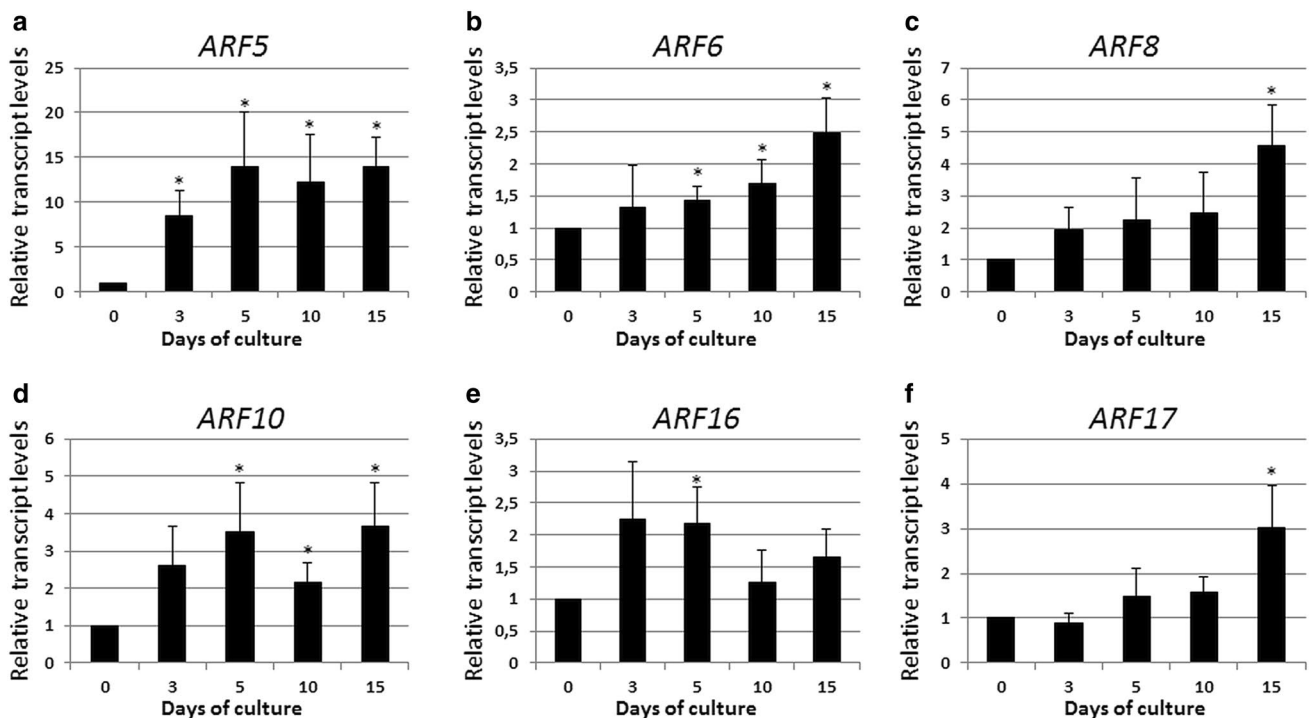 a
ARF5
Relative transcript levels
25
20
15
10
5
0
* * * *
0 3 5 10 15
Days of culture
b
ARF6
Relative transcript levels
3,5
3
2,5
2
1,5
1
0,5
0
* * *
0 3 5 10 15
Days of culture
c
ARF8
Relative transcript levels
7
6
5
4
3
2
1
0
*
0 3 5 10 15
Days of culture
d
ARF10
Relative transcript levels
6
5
4
3
2
1
0
* * *
0 3 5 10 15
Days of culture
e
ARF16
Relative transcript levels
3,5
3
2,5
2
1,5
1
0,5
0
*
0 3 5 10 15
Days of culture
f
ARF17
Relative transcript levels
5
4
3
2
1
0
*
0 3 5 10 15
Days of culture